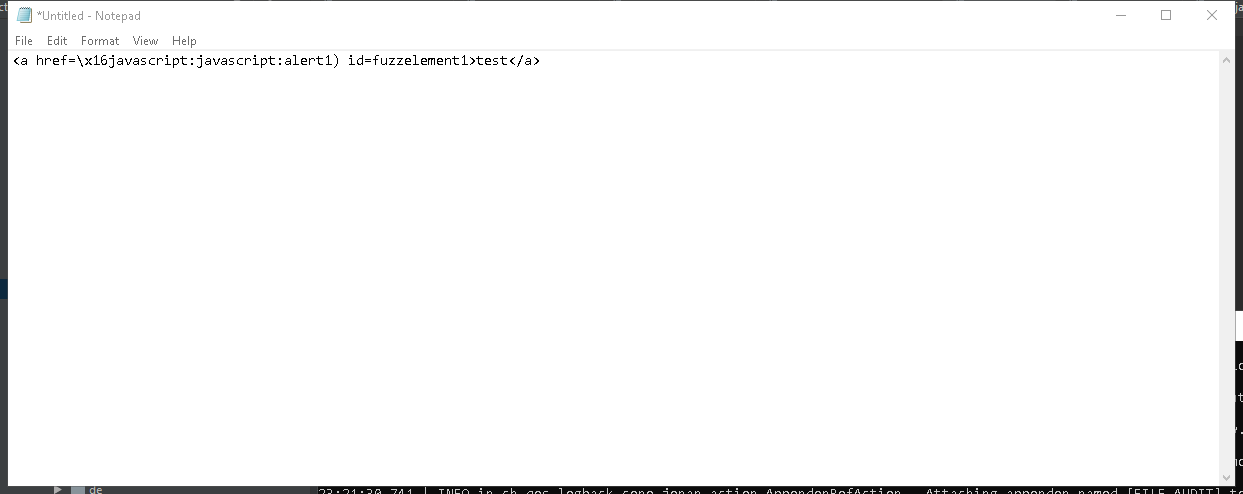 *Untitled - Notepad
File Edit Format View Help
<a href=\x16javascript:javascript:alert1) id=fuzzelement1>test</a>
de
23:21:30,741 | INFO in ch.qos.logback.core.joran.action.AppenderRefAction - Attaching appender named [FILE_AUDIT] t